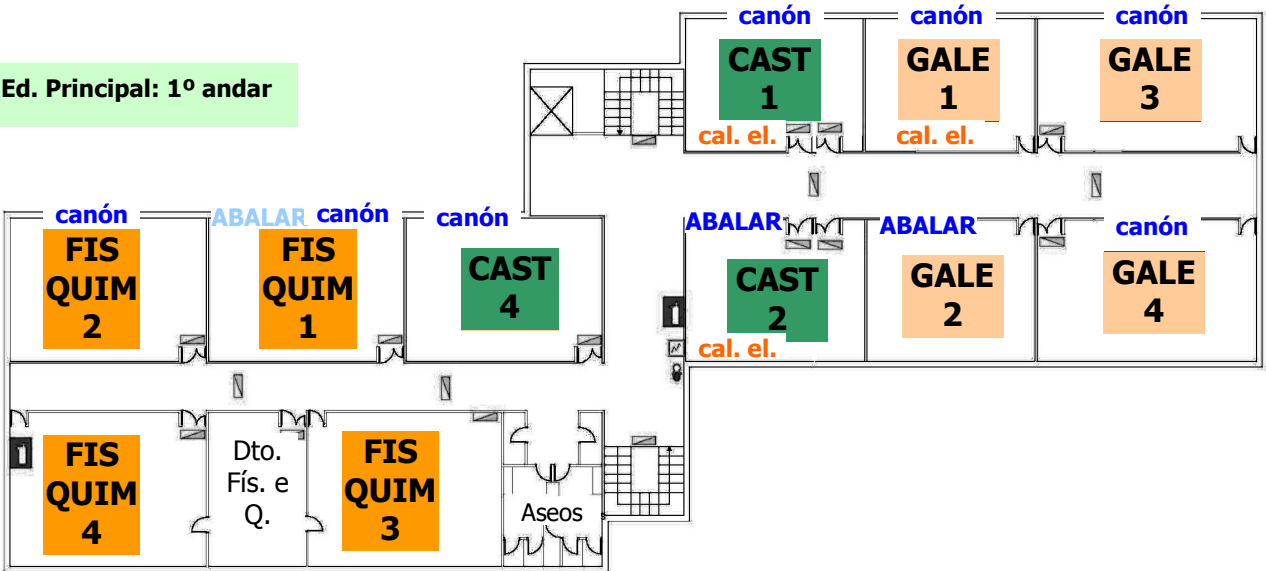 canón canón canón
CAST
1
GALE
1
GALE
3
cal. el. cal. el.
Ed. Principal: 1º andar
canón
ABALAR canón
canón
ABALAR
ABALAR
canón
FIS
QUIM
2
FIS
QUIM
1
CAST
4
CAST
2
GALE
2
GALE
4
cal. el.
FIS
QUIM
4
Dto.
Fís. e
Q.
FIS
QUIM
3
Aseos